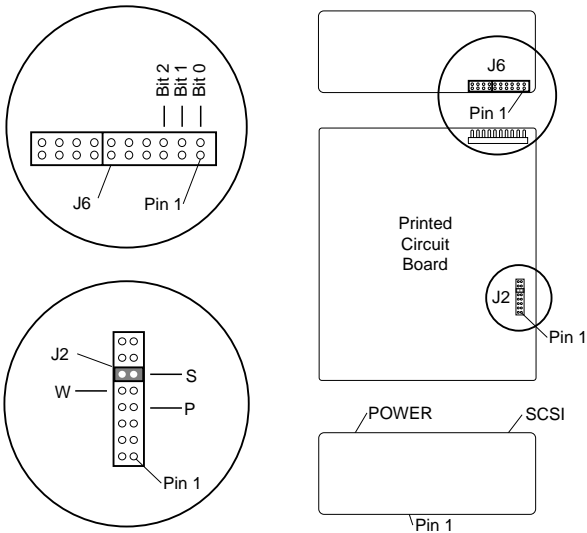 Bit 2
Bit 1
Bit 0
J6
Pin 1
J6
Pin 1
Printed
Circuit
Board
J2
Pin 1
J2
S
W
P
Pin 1
POWER
SCSI
Pin 1